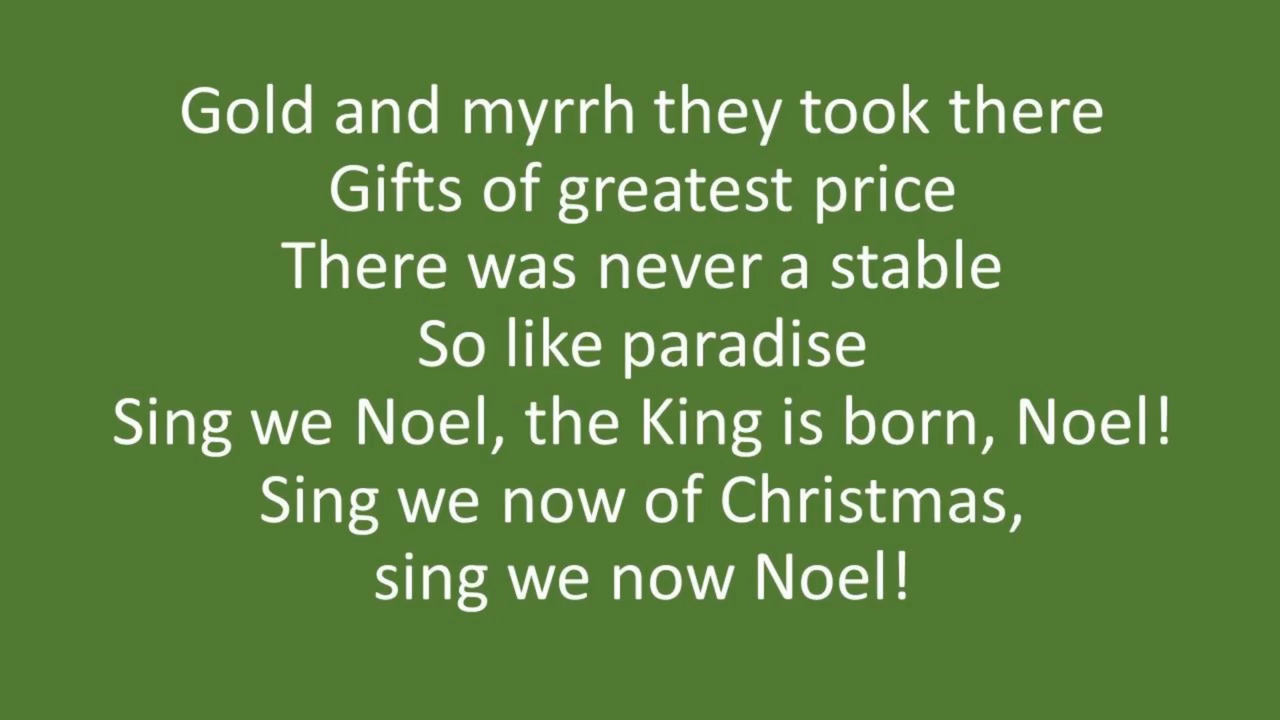 Gold and myrrh they took there
Gifts of greatest price
There was never a stable
So like paradise
Sing we Noel, the King is born, Noel!
Sing we now of Christmas,
sing we now Noel!